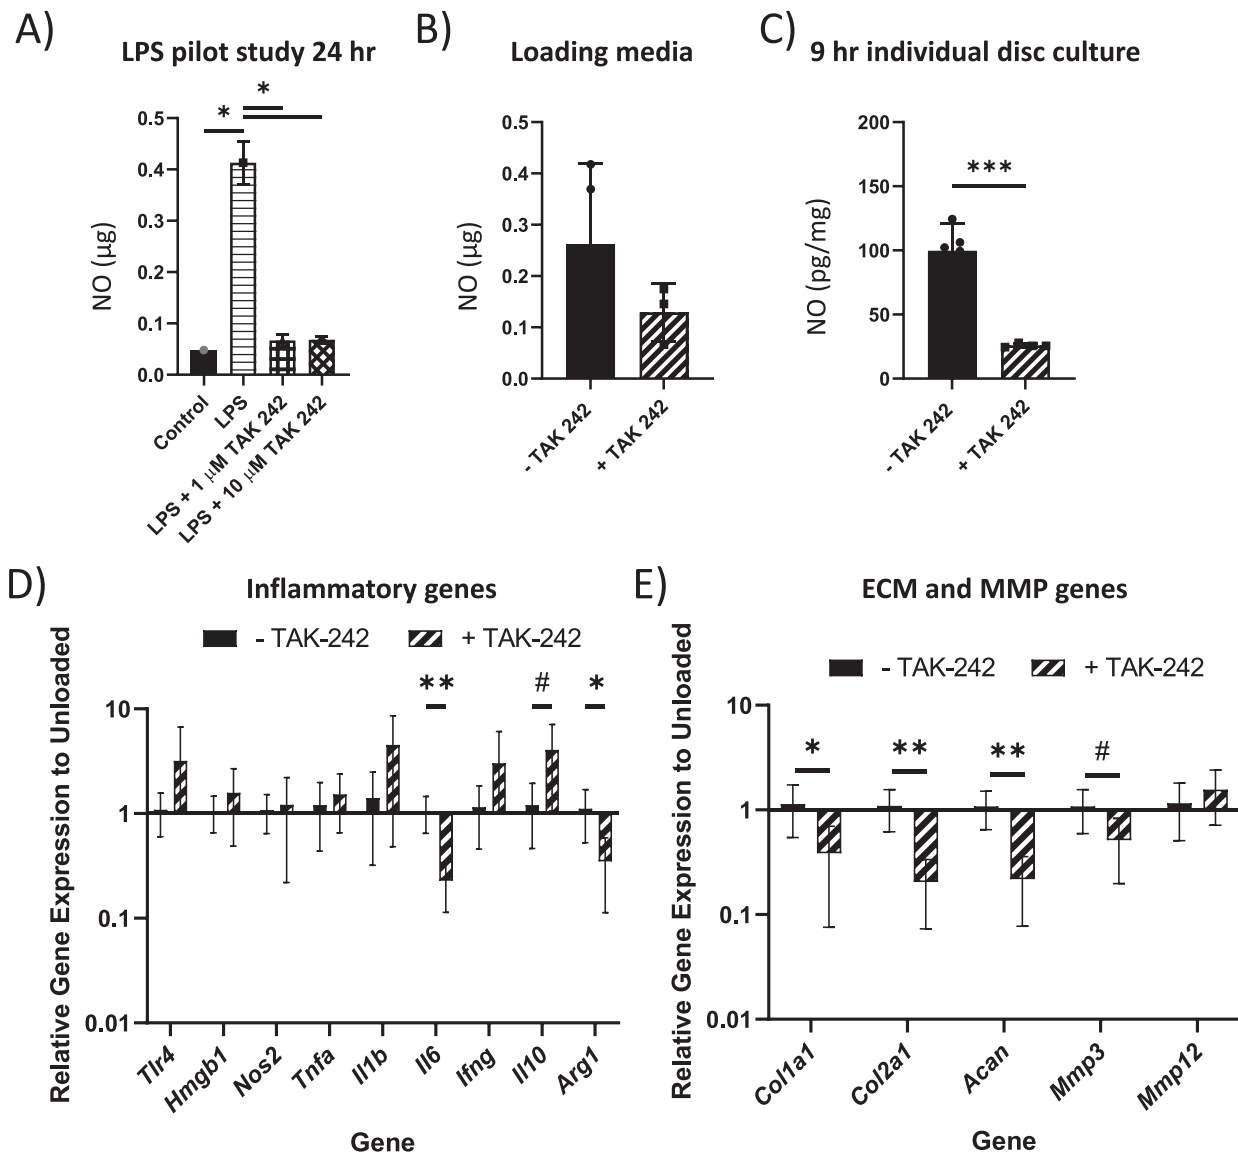 A)
LPS pilot study 24 hr
*
*
0.5
0.4
0.3
0.2
0.1
0.0
NO (µg)
Control
LPS
LPS + 1 µM TAK 242
LPS + 10 µM TAK 242
B)
Loading media
0.5
0.4
0.3
0.2
0.1
0.0
NO (µg)
- TAK 242
+ TAK 242
C)
9 hr individual disc culture
***
200
150
100
50
0
NO (pg/mg)
- TAK 242
+ TAK 242
D)
Inflammatory genes
- TAK-242
+ TAK-242
** # *
10
1
0.1
0.01
Relative Gene Expression to Unloaded
Tlr4
Hmgb1
Nos2
Tnfa
Il1b
Il6
Ifng
Il10
Arg1
Gene
E)
ECM and MMP genes
- TAK-242
+ TAK-242
* ** ** #
10
1
0.1
0.01
Relative Gene Expression to Unloaded
Col1a1
Col2a1
Acan
Mmp3
Mmp12
Gene